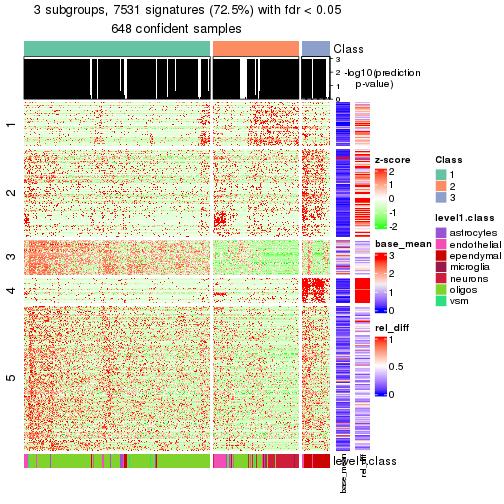 3 subgroups, 7531 signatures (72.5%) with fdr < 0.05
648 confident samples
Class
3
2
1
0
-log10(prediction
p-value)
1
2
3
4
5
z-score
2
1
0
-1
-2
base_mean
3
2
1
0
rel_diff
1
0.5
0
Class
1
2
3
level1.class
astrocytes
endothelial
ependymal
microglia
neurons
oligos
vsm
level1.class